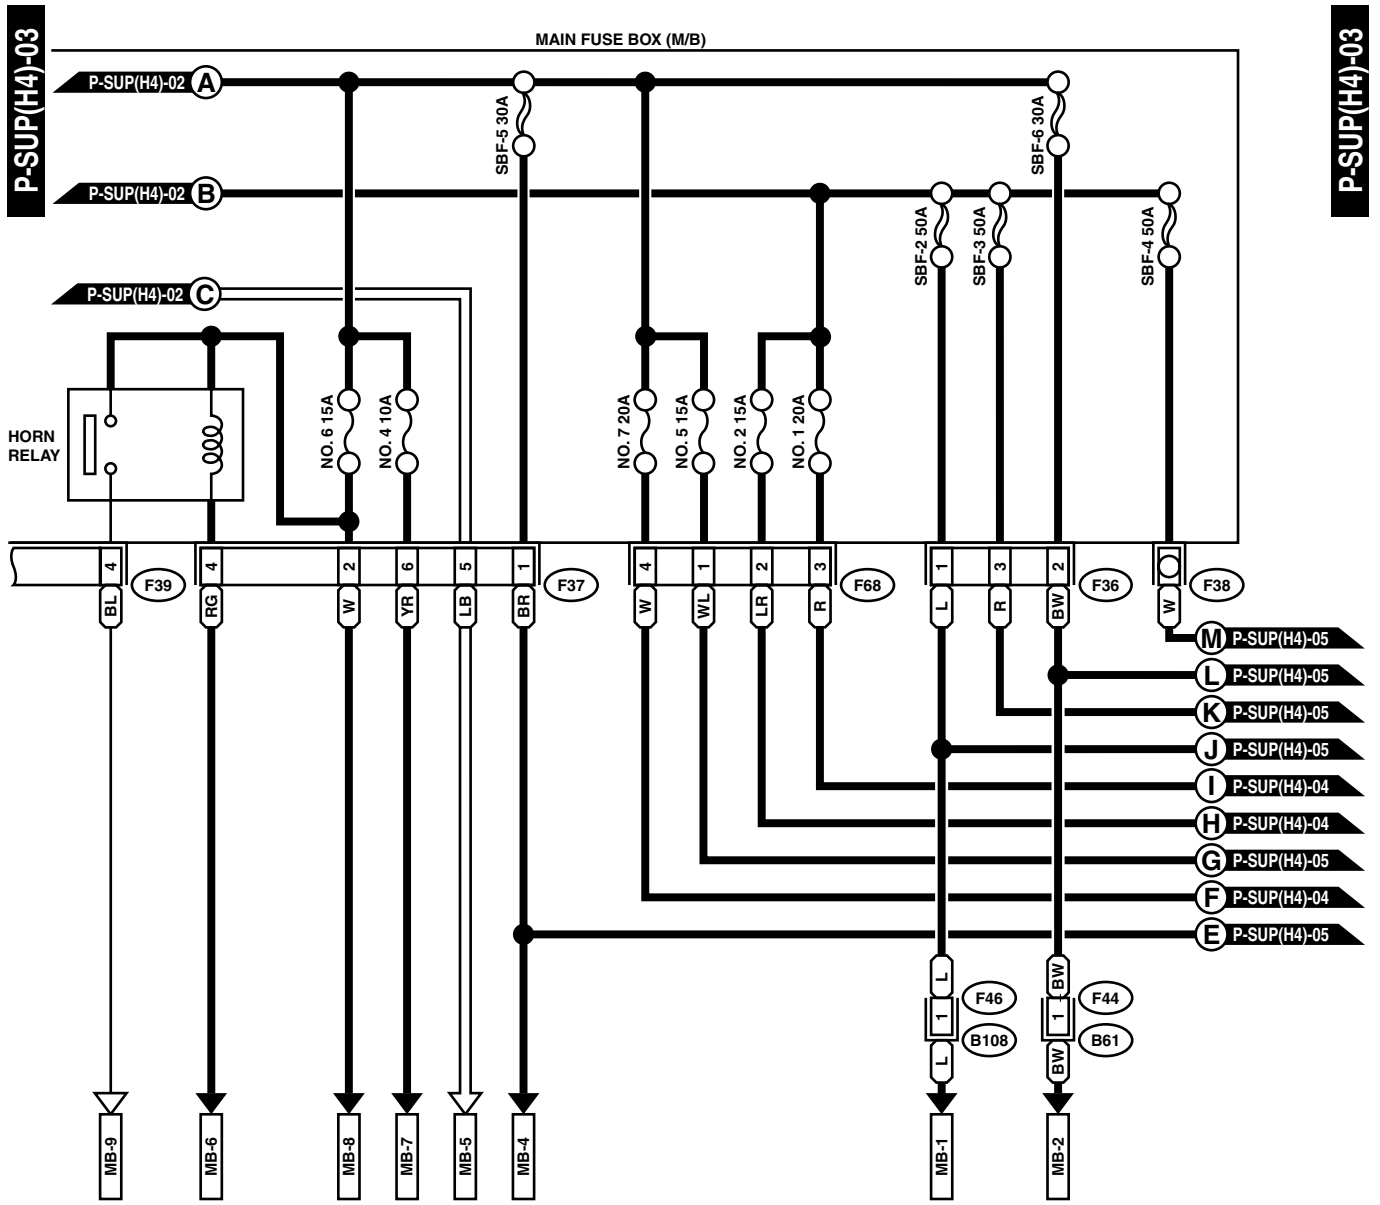 P-SUP(H4)-03
P-SUP(H4)-03
MAIN FUSE BOX (M/B)
P-SUP(H4)-02 A
SBF-5 30A
SBF-6 30A
P-SUP(H4)-02 B
SBF-2 50A
SBF-3 50A
SBF-4 50A
P-SUP(H4)-02 C
HORN
RELAY
NO. 6 15A
NO. 4 10A
NO. 7 20A
NO. 5 15A
NO. 2 15A
NO. 1 20A
4 F39 4 2 6 5 1 F37 4 1 2 3 F68 1 3 2 F36 F38
BL RG W YR LB BR W WL LR R L R BW W
M P-SUP(H4)-05
L P-SUP(H4)-05
K P-SUP(H4)-05
J P-SUP(H4)-05
I P-SUP(H4)-04
H P-SUP(H4)-04
G P-SUP(H4)-05
F P-SUP(H4)-04
E P-SUP(H4)-05
L BW
1 F46 1 F44
B108 B61
L BW
MB-9 MB-6 MB-8 MB-7 MB-5 MB-4 MB-1 MB-2